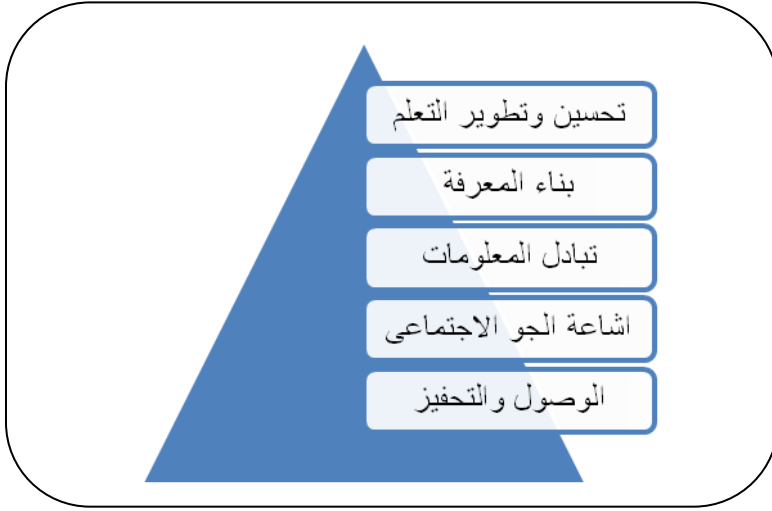 تحسين وتطوير التعلم
بناء المعرفة
تبادل المعلومات
اشاعة الجو الاجتماعى
الوصول والتحفيز